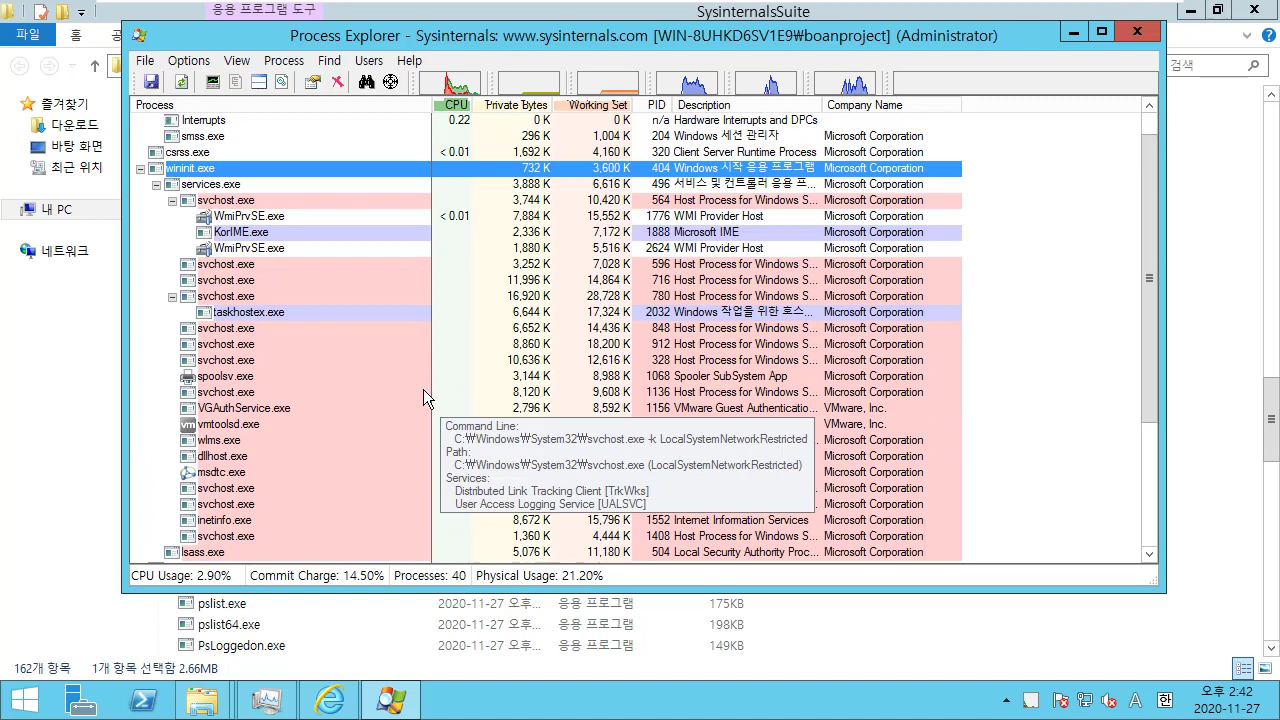 응용 프로그램 도구
SysinternalsSuite
파일
홈
공
검색
즐겨찾기
다운로드
바탕 화면
최근 위치
내 PC
네트워크
Process Explorer - Sysinternals: www.sysinternals.com [WIN-8UHKD6SV1E9₩boanproject] (Administrator)
File Options View Process Find Users Help
Process CPU Private Bytes Working Set PID Description Company Name
Interrupts 0.22 0 K 0 K n/a Hardware Interrupts and DPCs
smss.exe 296 K 1,004 K 204 Windows 세션 관리자 Microsoft Corporation
csrss.exe < 0.01 1,692 K 4,160 K 320 Client Server Runtime Process Microsoft Corporation
wininit.exe 732 K 3,600 K 404 Windows 시작 응용 프로그램 Microsoft Corporation
services.exe 3,888 K 6,616 K 496 서비스 및 컨트롤러 응용 프... Microsoft Corporation
svchost.exe 3,744 K 10,420 K 564 Host Process for Windows S... Microsoft Corporation
WmiPrvSE.exe < 0.01 7,884 K 15,552 K 1776 WMI Provider Host Microsoft Corporation
KorIME.exe 2,336 K 7,172 K 1888 Microsoft IME Microsoft Corporation
WmiPrvSE.exe 1,880 K 5,516 K 2624 WMI Provider Host Microsoft Corporation
svchost.exe 3,252 K 7,028 K 596 Host Process for Windows S... Microsoft Corporation
svchost.exe 11,996 K 14,864 K 716 Host Process for Windows S... Microsoft Corporation
svchost.exe 16,920 K 28,728 K 780 Host Process for Windows S... Microsoft Corporation
taskhostex.exe 6,644 K 17,324 K 2032 Windows 작업을 위한 호스... Microsoft Corporation
svchost.exe 6,652 K 14,436 K 848 Host Process for Windows S... Microsoft Corporation
svchost.exe 8,860 K 18,200 K 912 Host Process for Windows S... Microsoft Corporation
svchost.exe 10,636 K 12,616 K 328 Host Process for Windows S... Microsoft Corporation
spoolsv.exe 3,144 K 8,988 K 1068 Spooler SubSystem App Microsoft Corporation
svchost.exe 8,120 K 9,608 K 1136 Host Process for Windows S... Microsoft Corporation
VGAuthService.exe 2,796 K 8,592 K 1156 VMware Guest Authenticatio... VMware, Inc.
vmtoolsd.exe VMware, Inc.
wlms.exe Microsoft Corporation
dllhost.exe Microsoft Corporation
msdtc.exe Microsoft Corporation
svchost.exe Microsoft Corporation
svchost.exe Microsoft Corporation
inetinfo.exe 8,672 K 15,796 K 1552 Internet Information Services Microsoft Corporation
svchost.exe 1,360 K 4,444 K 1408 Host Process for Windows S... Microsoft Corporation
lsass.exe 5,076 K 11,180 K 504 Local Security Authority Proc... Microsoft Corporation
Command Line:
C:₩Windows₩System32₩svchost.exe -k LocalSystemNetworkRestricted
Path:
C:₩Windows₩System32₩svchost.exe (LocalSystemNetworkRestricted)
Services:
Distributed Link Tracking Client [TrkWks]
User Access Logging Service [UALSVC]
CPU Usage: 2.90% Commit Charge: 14.50% Processes: 40 Physical Usage: 21.20%
pslist.exe 2020-11-27 오후... 응용 프로그램 175KB
pslist64.exe 2020-11-27 오후... 응용 프로그램 198KB
PsLoggedon.exe 2020-11-27 오후... 응용 프로그램 149KB
162개 항목 1개 항목 선택함 2.66MB
A 한
오후 2:42
2020-11-27